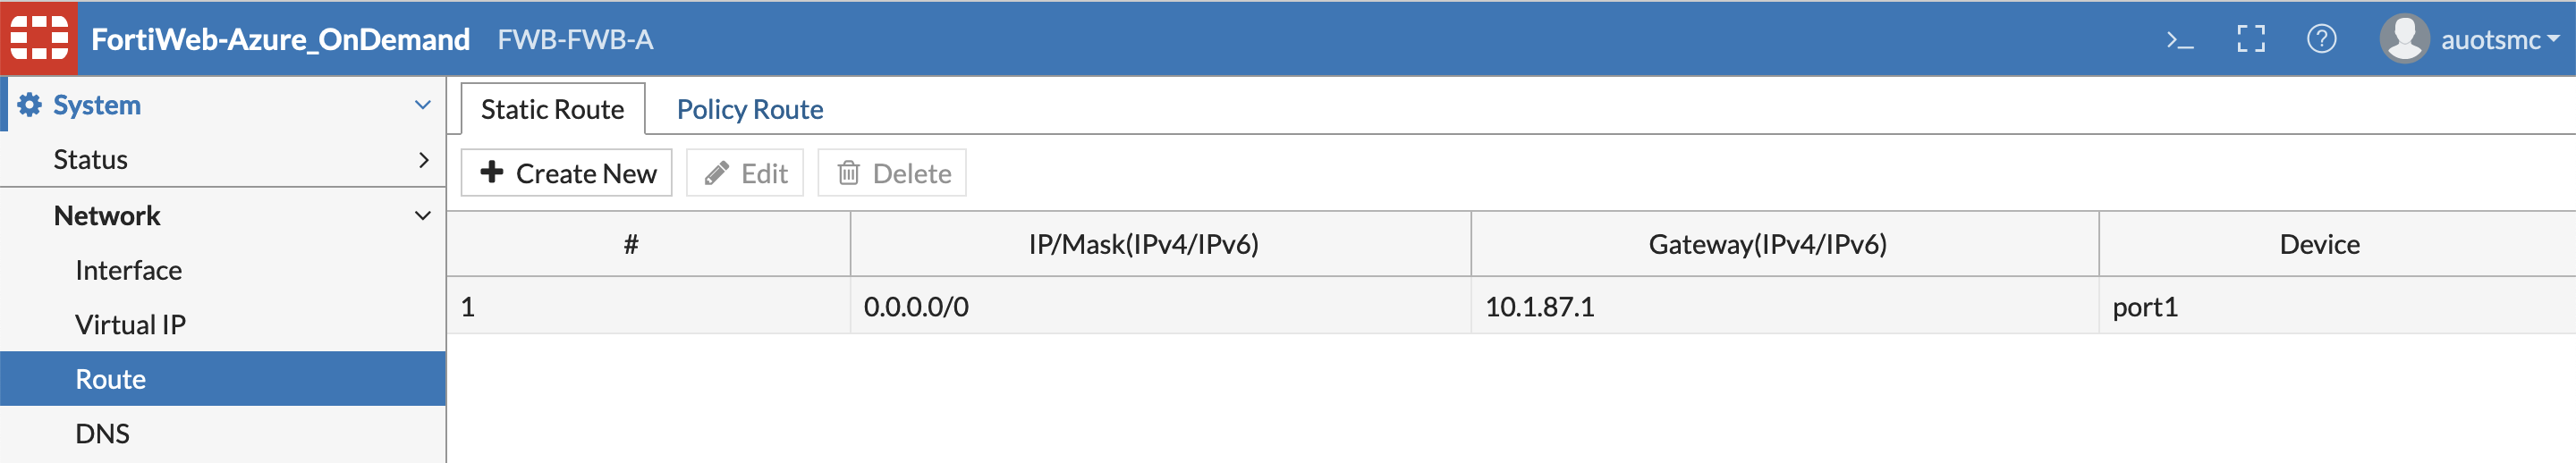 FortiWeb-Azure_OnDemand FWB-FWB-A >_ ? auotsmc
System
Status
Network
Interface
Virtual IP
Route
DNS
Static Route Policy Route
Create New Edit Delete
# IP/Mask(IPv4/IPv6) Gateway(IPv4/IPv6) Device
1 0.0.0.0/0 10.1.87.1 port1